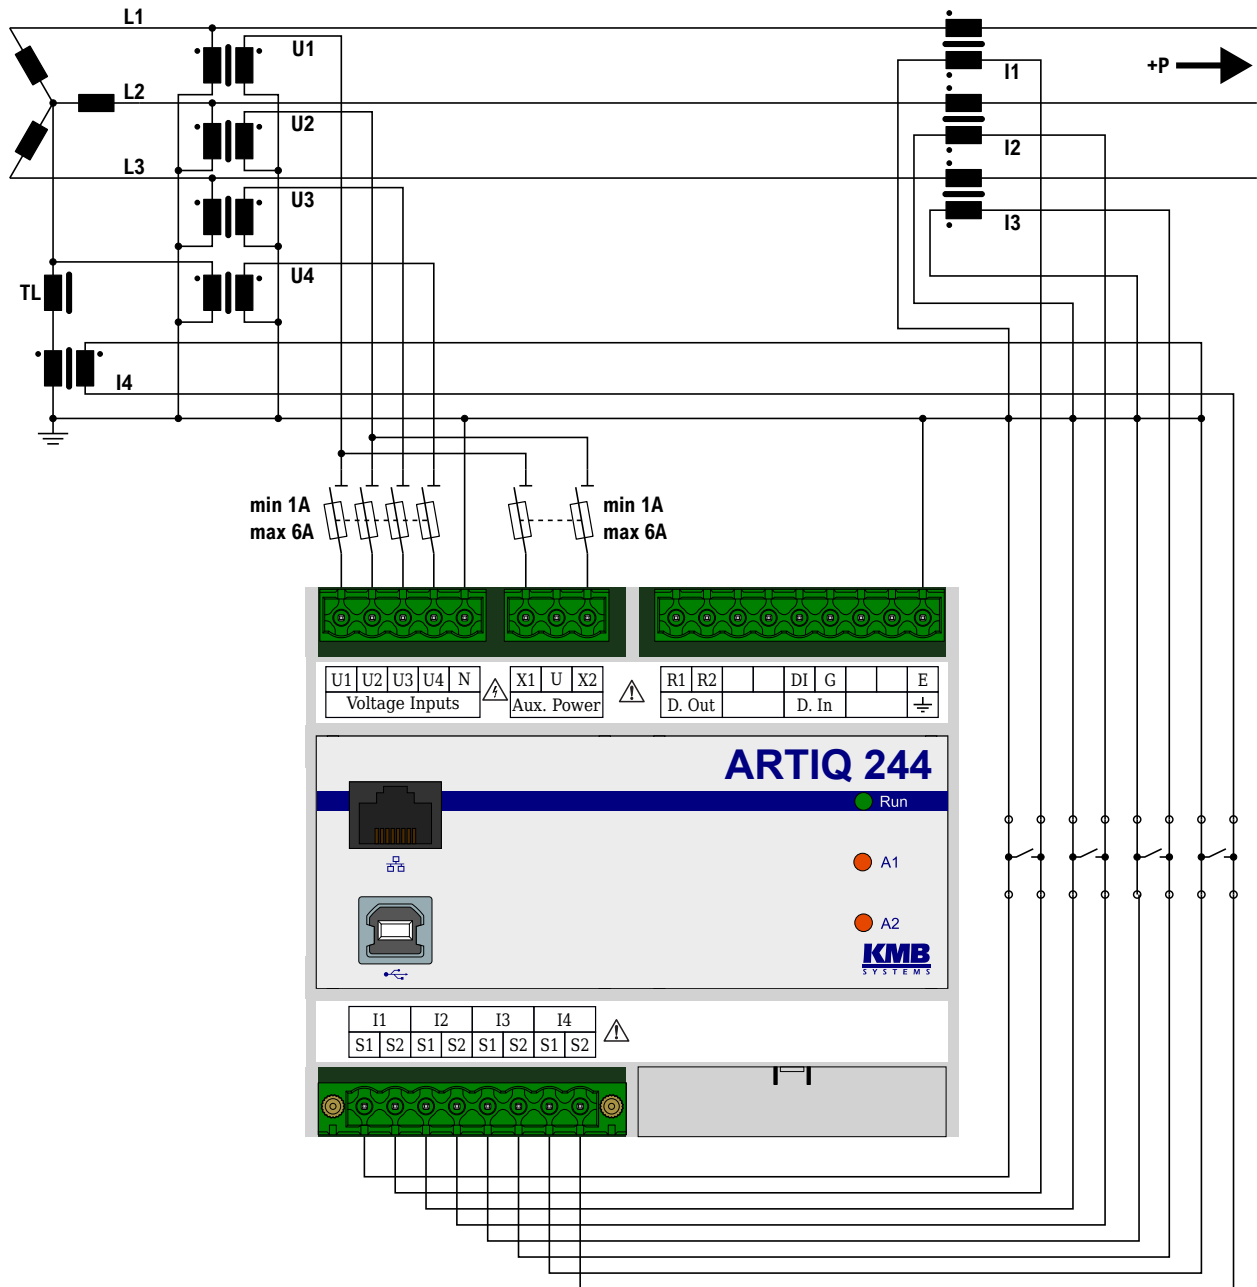 L1
U1
I1
+P
L2
U2
I2
L3
U3
I3
U4
TL
I4
min 1A
max 6A
min 1A
max 6A
U1 U2 U3 U4 N
Voltage Inputs
X1 U X2
Aux. Power
R1 R2 DI G E
D. Out D. In
ARTIQ 244
Run
A1
A2
KMB
SYSTEMS
I1 I2 I3 I4
S1 S2 S1 S2 S1 S2 S1 S2